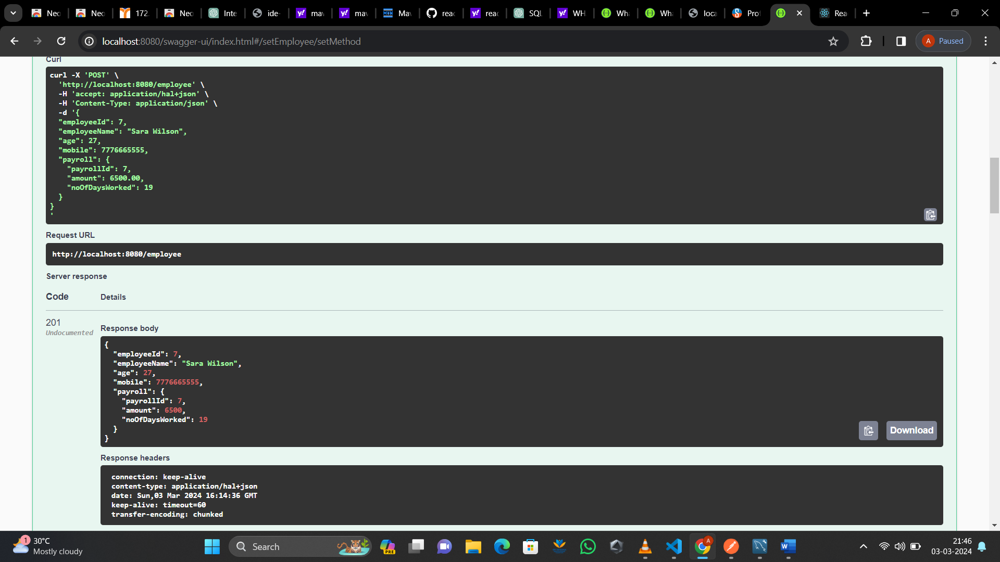 Neo
Neo
172.
Neo
Inte
ide-
mav
mav
Mav
reac
reac
SQL
WH
Wha
Wha
loca
Prof
Rea
localhost:8080/swagger-ui/index.html#/setEmployee/setMethod
A Paused
Curl
curl -X 'POST' \
'http://localhost:8080/employee' \
-H 'accept: application/hal+json' \
-H 'Content-Type: application/json' \
-d '{
"employeeId": 7,
"employeeName": "Sara Wilson",
"age": 27,
"mobile": 7776665555,
"payroll": {
"payrollId": 7,
"amount": 6500.00,
"noOfDaysWorked": 19
}
}
'
Request URL
http://localhost:8080/employee
Server response
Code Details
201
Undocumented
Response body
{
"employeeId": 7,
"employeeName": "Sara Wilson",
"age": 27,
"mobile": 7776665555,
"payroll": {
"payrollId": 7,
"amount": 6500,
"noOfDaysWorked": 19
}
}
Download
Response headers
connection: keep-alive
content-type: application/hal+json
date: Sun,03 Mar 2024 16:14:36 GMT
keep-alive: timeout=60
transfer-encoding: chunked
1
30°C
Mostly cloudy
Search
PRE
A
21:46
03-03-2024